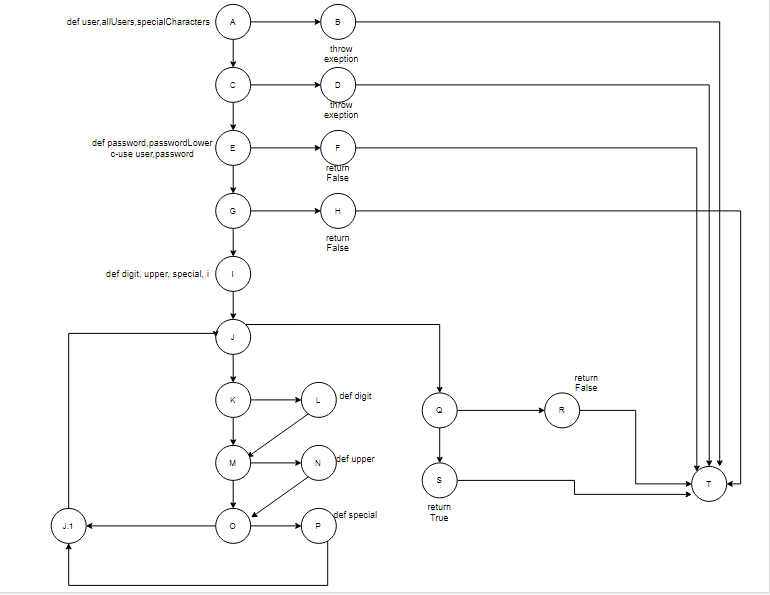 def user,allUsers,specialCharacters
A
B
throw
exeption
C
D
throw
exeption
def password,passwordLower
c-use user,password
E
F
return
False
G
H
return
False
def digit, upper, special, i
I
J
K
L
def digit
Q
R
return
False
M
N
def upper
S
return
True
T
J.1
O
P
def special